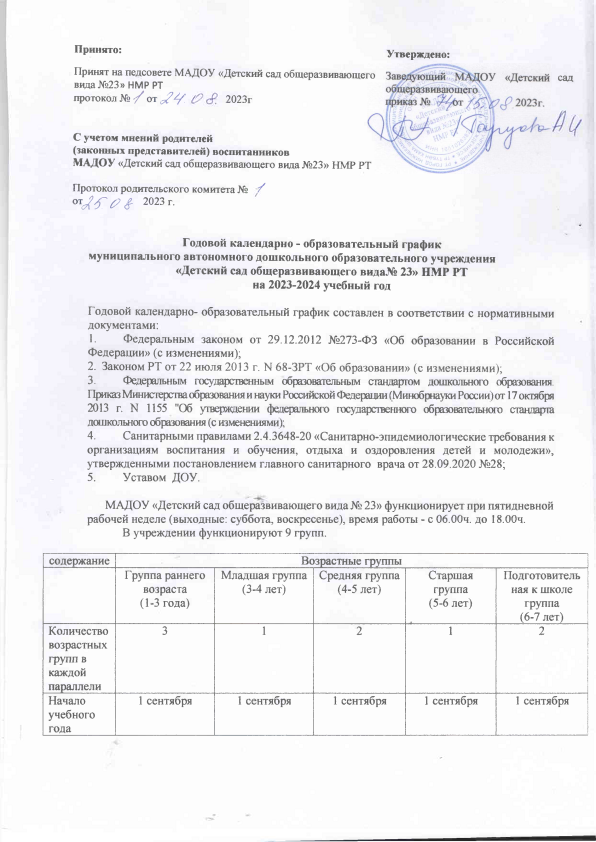 Принято:
Принят на педсовете МАДОУ «Детский сад общеразвивающего
вида №23» НМР РТ
протокол № 1 от 24 08. 2023г
Утверждено:
Заведующий МАДОУ «Детский сад
общеразвивающего
приказ № 74 от 15.08 2023г.
С учетом мнений родителей
(законных представителей) воспитанников
МАДОУ «Детский сад общеразвивающего вида №23» НМР РТ
Протокол родительского комитета № 1
от 25 08 2023 г.
Годовой календарно - образовательный график
муниципального автономного дошкольного образовательного учреждения
«Детский сад общеразвивающего вида№ 23» НМР РТ
на 2023-2024 учебный год
Годовой календарно- образовательный график составлен в соответствии с нормативными
документами:
1. Федеральным законом от 29.12.2012 №273-ФЗ «Об образовании в Российской
Федерации» (с изменениями);
2. Законом РТ от 22 июля 2013 г. N 68-ЗРТ «Об образовании» (с изменениями);
3. Федеральным государственным образовательным стандартом дошкольного образования.
Приказ Министерства образования и науки Российской Федерации (Минобрнауки России) от 17 октября
2013 г. N 1155 "Об утверждении федерального государственного образовательного стандарта
дошкольного образования (с изменениями);
4. Санитарными правилами 2.4.3648-20 «Санитарно-эпидемиологические требования к
организациям воспитания и обучения, отдыха и оздоровления детей и молодежи»,
утвержденными постановлением главного санитарного врача от 28.09.2020 №28;
5. Уставом ДОУ.
МАДОУ «Детский сад общеразвивающего вида № 23» функционирует при пятидневной
рабочей неделе (выходные: суббота, воскресенье), время работы - с 06.00ч. до 18.00ч.
В учреждении функционируют 9 групп.
содержание Возрастные группы
Группа раннего Младшая группа Средняя группа Старшая Подготовитель
возраста (3-4 лет) (4-5 лет) группа ная к школе
(1-3 года) (5-6 лет) группа
(6-7 лет)
Количество 3 1 2 1 2
возрастных
групп в
каждой
параллели
Начало 1 сентября 1 сентября 1 сентября 1 сентября 1 сентября
учебного
года